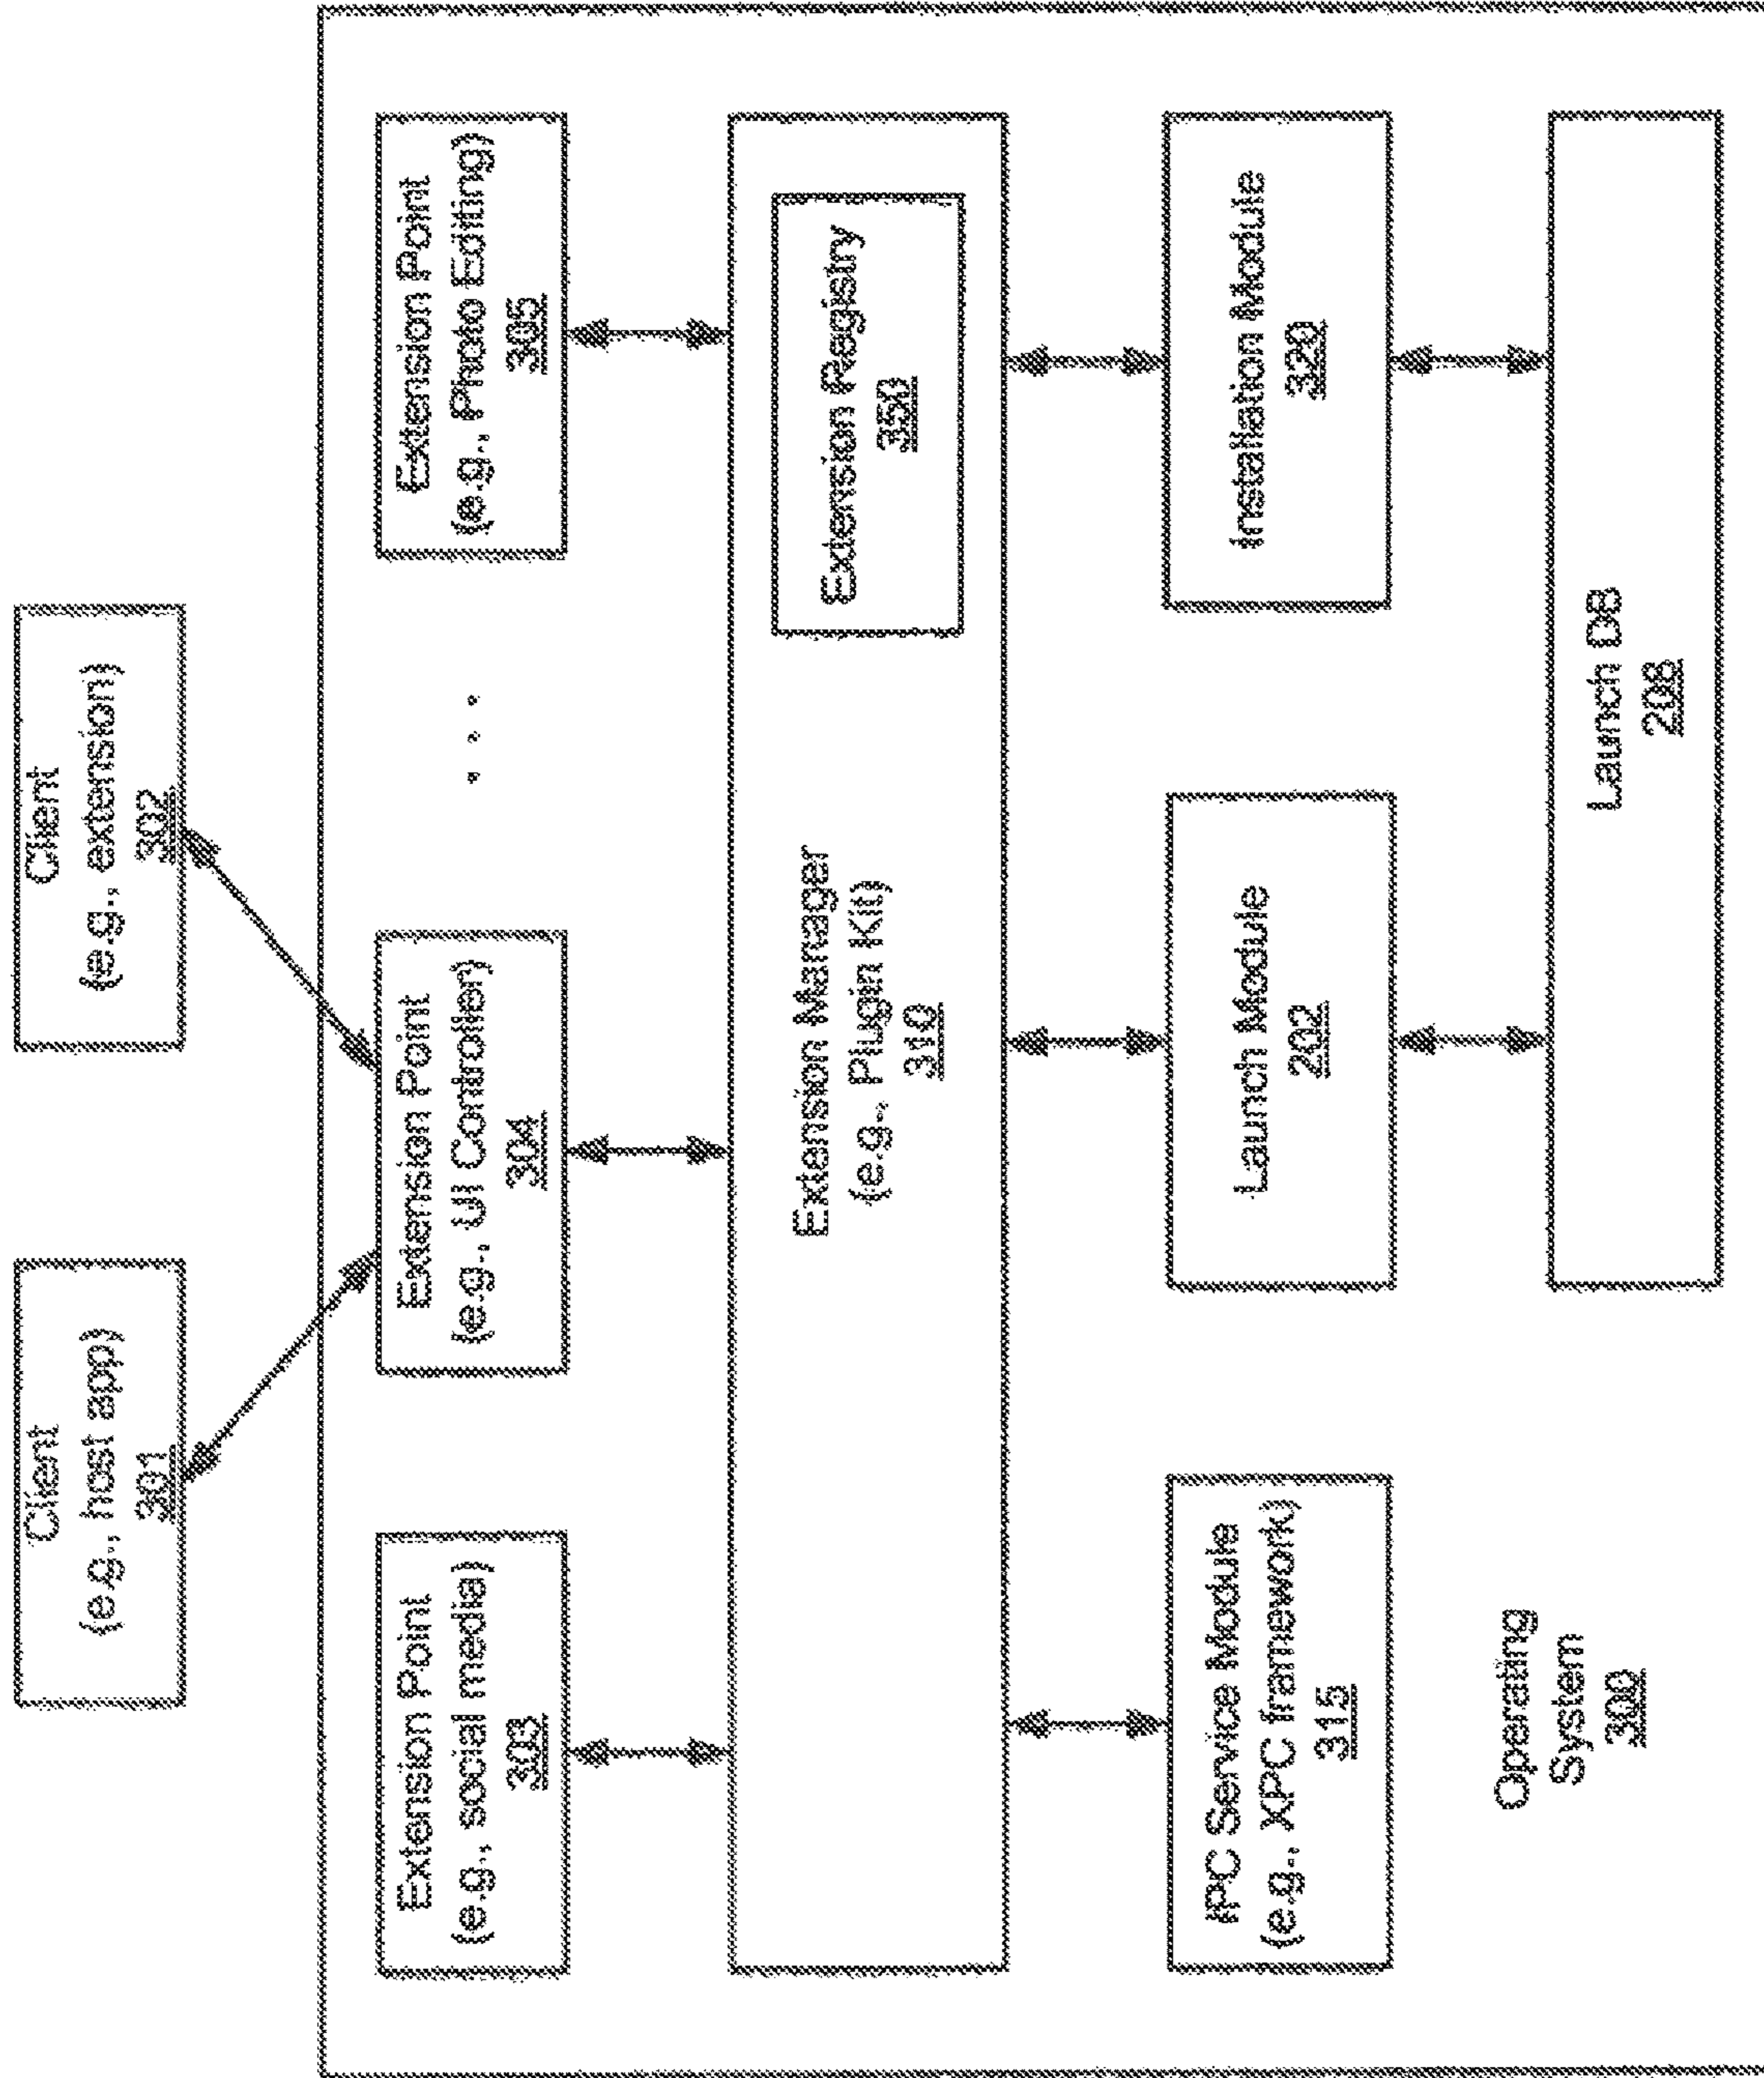 Client
(e.g., host app)
301
Client
(e.g., extension)
302
Extension Point
(e.g., social media)
303
Extension Point
(e.g., UI Controller)
304
. . .
Extension Point
(e.g., Photo Editing)
305
Extension Manager
(e.g., Plugin Kit)
310
Extension Registry
350
IPC Service Module
(e.g., XPC framework)
315
Launch Module
202
Installation Module
320
Operating
System
300
Launch DB
208